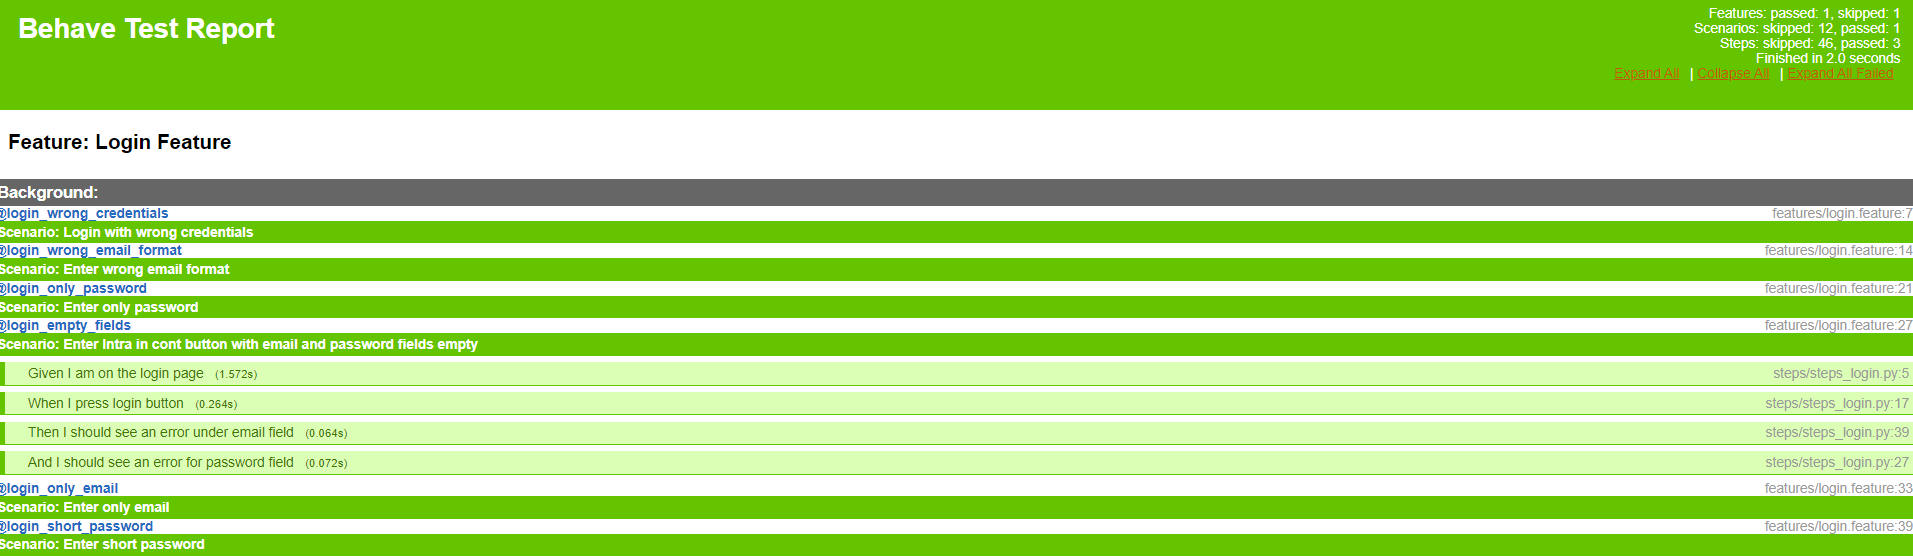 Behave Test Report
Features: passed: 1, skipped: 1
Scenarios: skipped: 12, passed: 1
Steps: skipped: 46, passed: 3
Finished in 2.0 seconds
Expand All | Collapse All | Expand All Failed
Feature: Login Feature
Background:
@login_wrong_credentials features/login.feature:7
Scenario: Login with wrong credentials
@login_wrong_email_format features/login.feature:14
Scenario: Enter wrong email format
@login_only_password features/login.feature:21
Scenario: Enter only password
@login_empty_fields features/login.feature:27
Scenario: Enter Intra in cont button with email and password fields empty
Given I am on the login page (1.572s) steps/steps_login.py:5
When I press login button (0.264s) steps/steps_login.py:17
Then I should see an error under email field (0.064s) steps/steps_login.py:39
And I should see an error for password field (0.072s) steps/steps_login.py:27
@login_only_email features/login.feature:33
Scenario: Enter only email
@login_short_password features/login.feature:39
Scenario: Enter short password